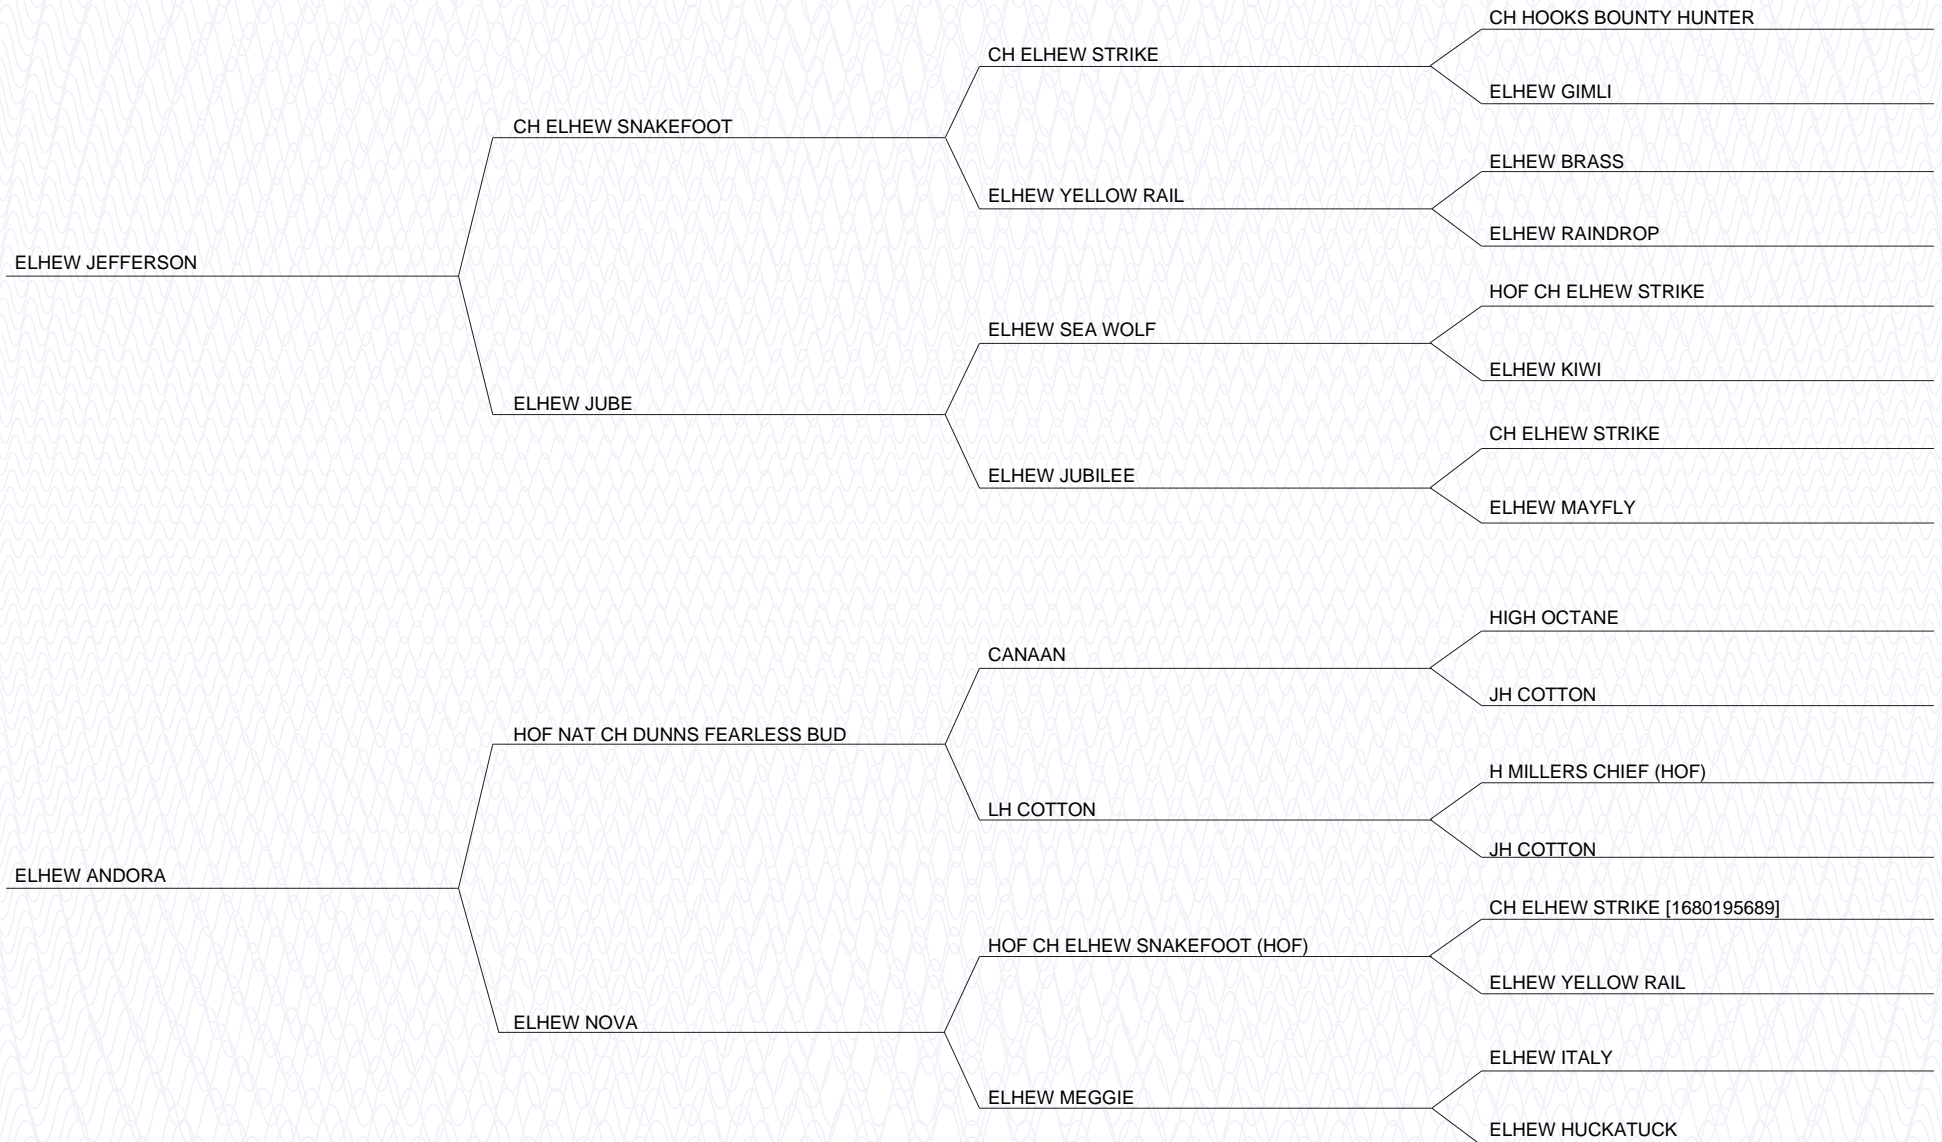 CH HOOKS BOUNTY HUNTER
CH ELHEW STRIKE
ELHEW GIMLI
CH ELHEW SNAKEFOOT
ELHEW BRASS
ELHEW YELLOW RAIL
ELHEW RAINDROP
ELHEW JEFFERSON
HOF CH ELHEW STRIKE
ELHEW SEA WOLF
ELHEW KIWI
ELHEW JUBE
CH ELHEW STRIKE
ELHEW JUBILEE
ELHEW MAYFLY
HIGH OCTANE
CANAAN
JH COTTON
HOF NAT CH DUNNS FEARLESS BUD
H MILLERS CHIEF (HOF)
LH COTTON
JH COTTON
ELHEW ANDORA
CH ELHEW STRIKE [1680195689]
HOF CH ELHEW SNAKEFOOT (HOF)
ELHEW YELLOW RAIL
ELHEW NOVA
ELHEW ITALY
ELHEW MEGGIE
ELHEW HUCKATUCK